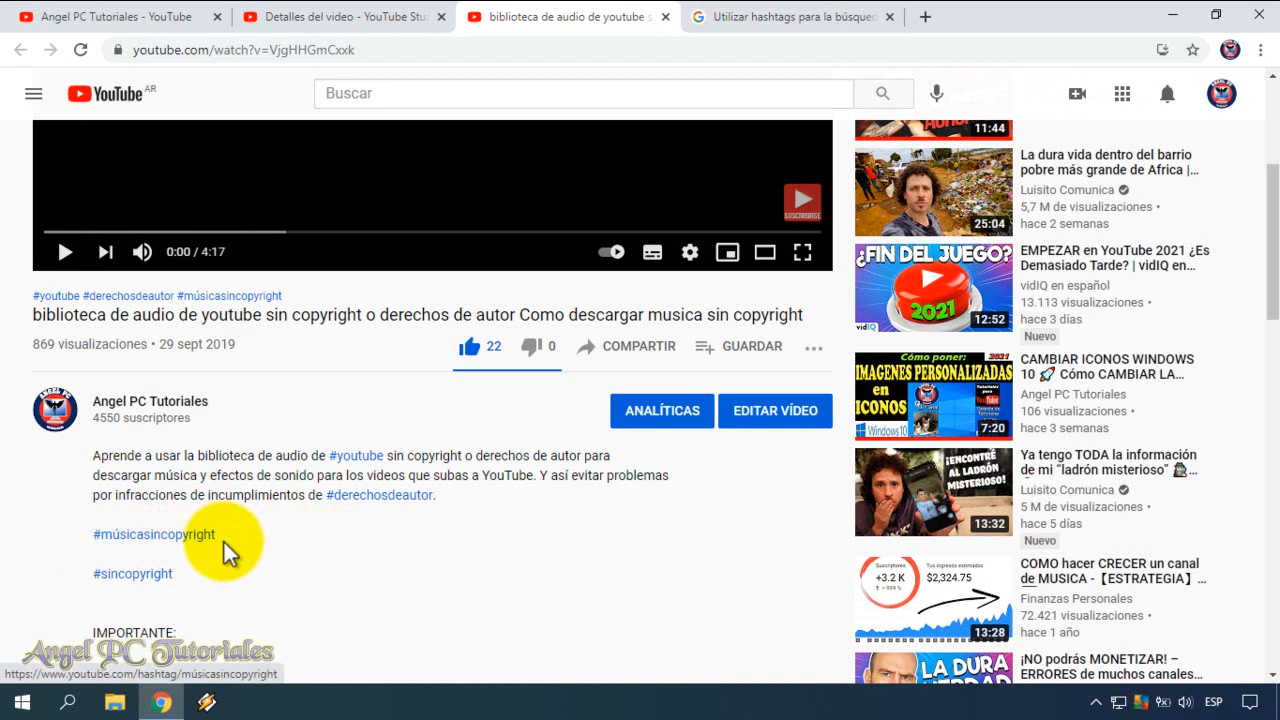 Angel PC Tutoriales - YouTube
Detalles del video - YouTube Stu
biblioteca de audio de youtube s
Utilizar hashtags para la búsque
youtube.com/watch?v=VjgHHGmCxxk
YouTube AR
Buscar
SUSCRIBIRSE
0:00 / 4:17
#youtube #derechosdeautor #músicasincopyright
biblioteca de audio de youtube sin copyright o derechos de autor Como descargar musica sin copyright
869 visualizaciones • 29 sept 2019
22
0
COMPARTIR
GUARDAR
Angel PC Tutoriales
4550 suscriptores
ANALÍTICAS
EDITAR VÍDEO
Aprende a usar la biblioteca de audio de #youtube sin copyright o derechos de autor para
descargar música y efecto de sonido para los videos que subas a YouTube. Y así evitar problemas
por infracciones de incumplimientos de #derechosdeautor.
#músicasincopyright
#sincopyright
IMPORTANTE:
Angel PC Tutoriales
https://www.youtube.com/hashtag/músicasincopyright
11:44
25:04
La dura vida dentro del barrio
pobre más grande de Africa |...
Luisito Comunica
5,7 M de visualizaciones •
hace 2 semanas
¿FIN DEL JUEGO?
2021
vidIQ
12:52
EMPEZAR en YouTube 2021 ¿Es
Demasiado Tarde? | vidIQ en...
vidIQ en español
13.113 visualizaciones •
hace 3 días
Nuevo
Cómo poner: 2021
IMAGENES PERSONALIZADAS
en
ICONOS
Windows 10
7:20
CAMBIAR ICONOS WINDOWS
10 🚀 Cómo CAMBIAR LA...
Angel PC Tutoriales
106 visualizaciones •
hace 3 semanas
¡ENCONTRÉ
AL LADRÓN
MISTERIOSO!
13:32
Ya tengo TODA la información
de mi “ladrón misterioso” 🕵...
Luisito Comunica
5 M de visualizaciones •
hace 5 días
Nuevo
Suscriptores
+3.2 K
Tus ingresos estimados
$2,324.75
13:28
COMO hacer CRECER un canal
de MUSICA -【ESTRATEGIA】...
Finanzas Personales
72.421 visualizaciones •
hace 1 año
LA DURA
¡NO podrás MONETIZAR! –
ERRORES de muchos canales...
ESP